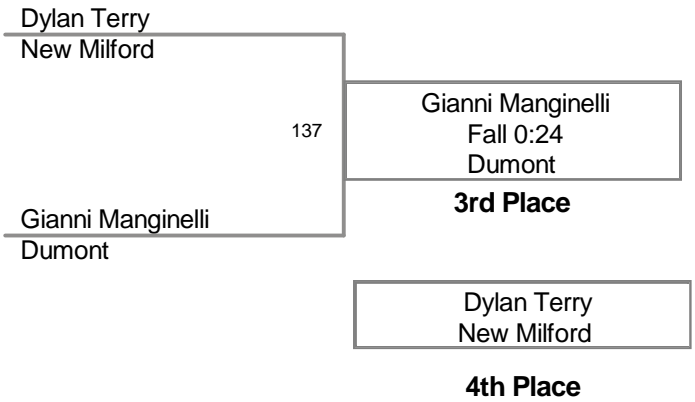 Dylan Terry
New Milford
137
Gianni Manginelli
Fall 0:24
Dumont
3rd Place
Gianni Manginelli
Dumont
Dylan Terry
New Milford
4th Place